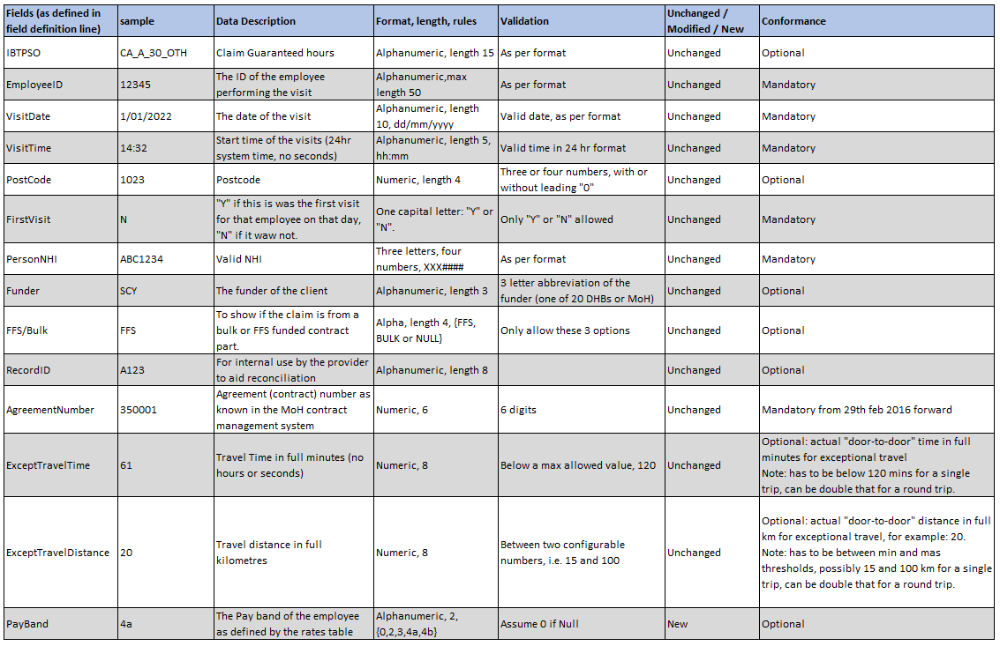 Fields (as defined in field definition line) | sample | Data Description | Format, length, rules | Validation | Unchanged / Modified / New | Conformance
IBTPSO | CA_A_30_OTH | Claim Guaranteed hours | Alphanumeric, length 15 | As per format | Unchanged | Optional
EmployeeID | 12345 | The ID of the employee performing the visit | Alphanumeric,max length 50 | As per format | Unchanged | Mandatory
VisitDate | 1/01/2022 | The date of the visit | Alphanumeric, length 10, dd/mm/yyyy | Valid date, as per format | Unchanged | Mandatory
VisitTime | 14:32 | Start time of the visits (24hr system time, no seconds) | Alphanumeric, length 5, hh:mm | Valid time in 24 hr format | Unchanged | Mandatory
PostCode | 1023 | Postcode | Numeric, length 4 | Three or four numbers, with or without leading "0" | Unchanged | Optional
FirstVisit | N | "Y" if this is was the first visit for that employee on that day, "N" if it waw not. | One capital letter: "Y" or "N". | Only "Y" or "N" allowed | Unchanged | Mandatory
PersonNHI | ABC1234 | Valid NHI | Three letters, four numbers, XXX#### | As per format | Unchanged | Mandatory
Funder | SCY | The funder of the client | Alphanumeric, length 3 | 3 letter abbreviation of the funder (one of 20 DHBs or MoH) | Unchanged | Optional
FFS/Bulk | FFS | To show if the claim is from a bulk or FFS funded contract part. | Alpha, length 4, {FFS, BULK or NULL} | Only allow these 3 options | Unchanged | Optional
RecordID | A123 | For internal use by the provider to aid reconciliation | Alphanumeric, length 8 | | Unchanged | Optional
AgreementNumber | 350001 | Agreement (contract) number as known in the MoH contract management system | Numeric, 6 | 6 digits | Unchanged | Mandatory from 29th feb 2016 forward
ExceptTravelTime | 61 | Travel Time in full minutes (no hours or seconds) | Numeric, 8 | Below a max allowed value, 120 | Unchanged | Optional: actual "door-to-door" time in full minutes for exceptional travel Note: has to be below 120 mins for a single trip, can be double that for a round trip.
ExceptTravelDistance | 20 | Travel distance in full kilometres | Numeric, 8 | Between two configurable numbers, i.e. 15 and 100 | Unchanged | Optional: actual "door-to-door" distance in full km for exceptional travel, for example: 20. Note: has to be between min and mas thresholds, possibly 15 and 100 km for a single trip, can be double that for a round trip.
PayBand | 4a | The Pay band of the employee as defined by the rates table | Alphanumeric, 2, {0,2,3,4a,4b} | Assume 0 if Null | New | Optional